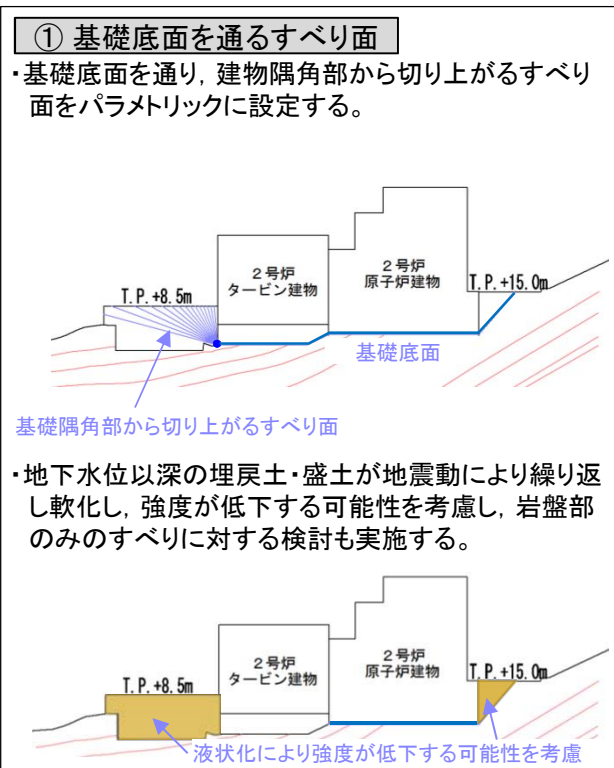 ① 基礎底面を通るすべり面
・基礎底面を通り, 建物隅角部から切り上がるすべり
面をパラメトリックに設定する。
T.P.+8.5m
2号炉
タービン建物
2号炉
原子炉建物
T.P.+15.0m
基礎底面
基礎隅角部から切り上がるすべり面
・地下水位以深の埋戻土・盛土が地震動により繰り返
し軟化し, 強度が低下する可能性を考慮し, 岩盤部
のみのすべりに対する検討も実施する。
T.P.+8.5m
2号炉
タービン建物
2号炉
原子炉建物
T.P.+15.0m
液状化により強度が低下する可能性を考慮